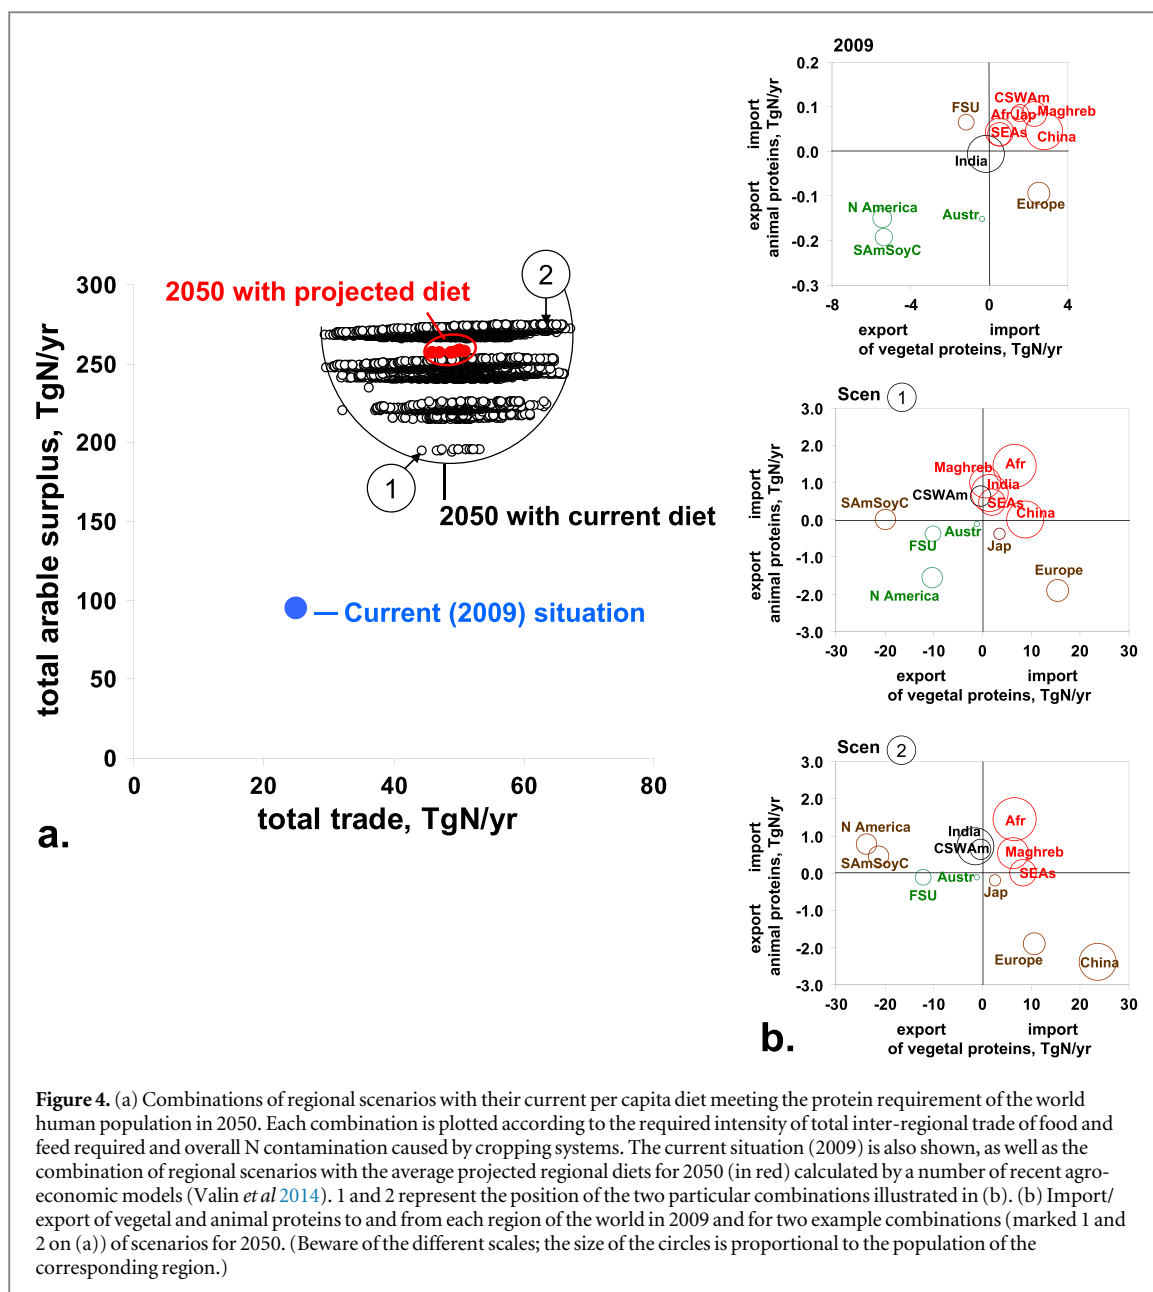 2050 with projected diet
2
300
250
200
150
100
50
0
0
20
40
60
80
total arable surplus, TgN/yr
total trade, TgN/yr
1
2050 with current diet
Current (2009) situation
a.
2009
0.2
0.1
0.0
-0.1
-0.2
-0.3
-8
-4
0
4
export import
animal proteins, TgN/yr
export import
of vegetal proteins, TgN/yr
FSU
CSWAm
Afr
Jap
Maghreb
SEAs
China
India
Europe
N America
Austr
SAmSoyC
Scen 1
3.0
2.0
1.0
0.0
-1.0
-2.0
-3.0
-30
-20
-10
0
10
20
30
export import
animal proteins, TgN/yr
export import
of vegetal proteins, TgN/yr
Maghreb
Afr
India
CSWAm
SEAs
SAmSoyC
China
Austr
FSU
Jap
Europe
N America
Scen 2
3.0
2.0
1.0
0.0
-1.0
-2.0
-3.0
-30
-20
-10
0
10
20
30
export import
animal proteins, TgN/yr
export import
of vegetal proteins, TgN/yr
N America
India
CSWAm
Afr
Maghreb
SAmSoyC
SEAs
Austr
FSU
Jap
Europe
China
b.
Figure 4. (a) Combinations of regional scenarios with their current per capita diet meeting the protein requirement of the world
human population in 2050. Each combination is plotted according to the required intensity of total inter-regional trade of food and
feed required and overall N contamination caused by cropping systems. The current situation (2009) is also shown, as well as the
combination of regional scenarios with the average projected regional diets for 2050 (in red) calculated by a number of recent agro-
economic models (Valin et al 2014). 1 and 2 represent the position of the two particular combinations illustrated in (b). (b) Import/
export of vegetal and animal proteins to and from each region of the world in 2009 and for two example combinations (marked 1 and
2 on (a)) of scenarios for 2050. (Beware of the different scales; the size of the circles is proportional to the population of the
corresponding region.)